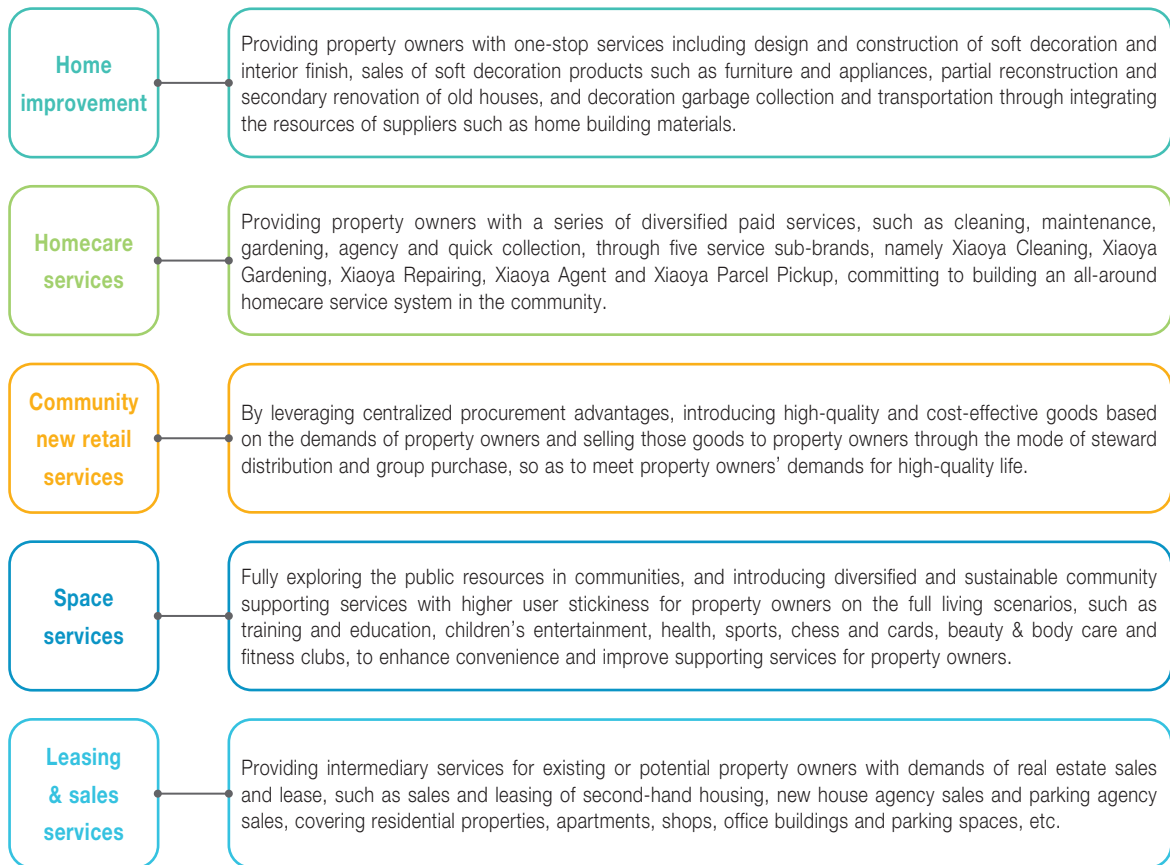 Home
improvement
Providing property owners with one-stop services including design and construction of soft decoration and
interior finish, sales of soft decoration products such as furniture and appliances, partial reconstruction and
secondary renovation of old houses, and decoration garbage collection and transportation through integrating
the resources of suppliers such as home building materials.
Homecare
services
Providing property owners with a series of diversified paid services, such as cleaning, maintenance,
gardening, agency and quick collection, through five service sub-brands, namely Xiaoya Cleaning, Xiaoya
Gardening, Xiaoya Repairing, Xiaoya Agent and Xiaoya Parcel Pickup, committing to building an all-around
homecare service system in the community.
Community
new retail
services
By leveraging centralized procurement advantages, introducing high-quality and cost-effective goods based
on the demands of property owners and selling those goods to property owners through the mode of steward
distribution and group purchase, so as to meet property owners’ demands for high-quality life.
Space
services
Fully exploring the public resources in communities, and introducing diversified and sustainable community
supporting services with higher user stickiness for property owners on the full living scenarios, such as
training and education, children’s entertainment, health, sports, chess and cards, beauty & body care and
fitness clubs, to enhance convenience and improve supporting services for property owners.
Leasing
& sales
services
Providing intermediary services for existing or potential property owners with demands of real estate sales
and lease, such as sales and leasing of second-hand housing, new house agency sales and parking agency
sales, covering residential properties, apartments, shops, office buildings and parking spaces, etc.